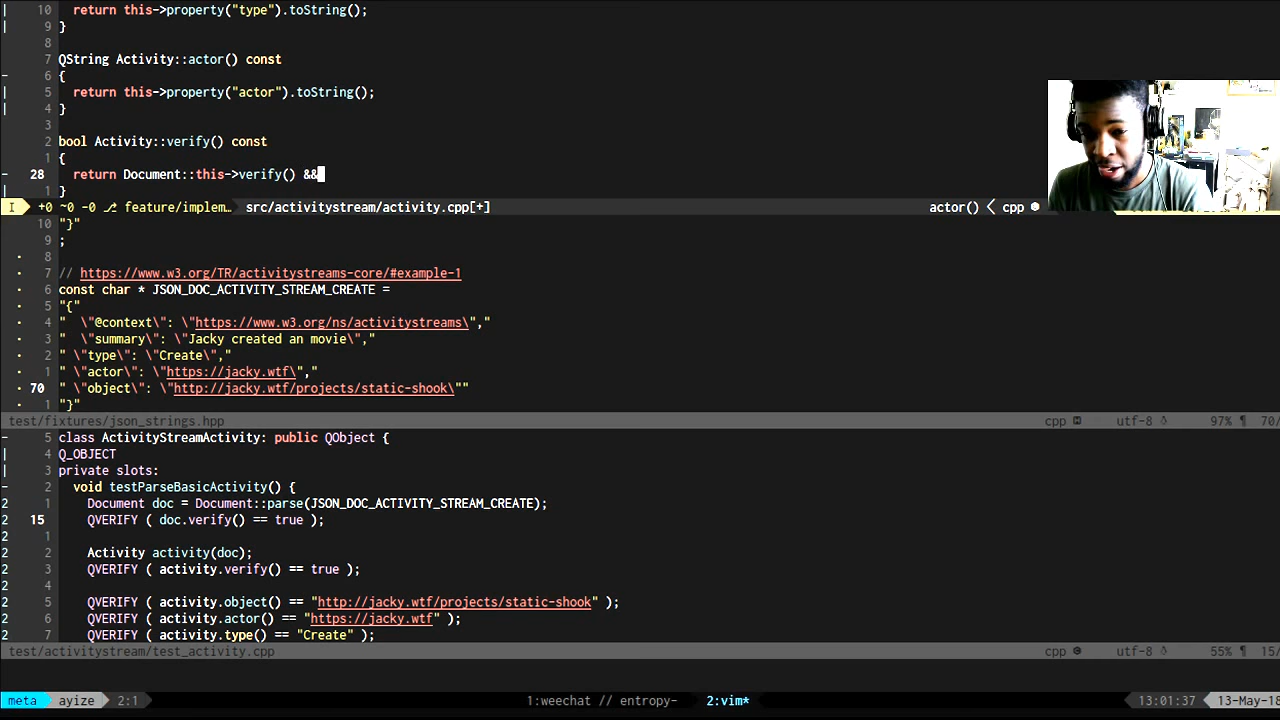 10   return this->property("type").toString();
9 }
8
7 QString Activity::actor() const
6 {
5   return this->property("actor").toString();
4 }
3
2 bool Activity::verify() const
1 {
28   return Document::this->verify() &&
1 }
I +0 ~0 -0 ⎇ feature/implem… src/activitystream/activity.cpp[+] actor() < cpp
10 "}"
9 ;
8
7 // https://www.w3.org/TR/activitystreams-core/#example-1
6 const char * JSON_DOC_ACTIVITY_STREAM_CREATE =
5 "{"
4 "  \"@context\": \"https://www.w3.org/ns/activitystreams\","
3 "  \"summary\": \"Jacky created an movie\","
2 " \"type\": \"Create\","
1 " \"actor\": \"https://jacky.wtf\","
70 " \"object\": \"http://jacky.wtf/projects/static-shook\""
1 "}"
test/fixtures/json_strings.hpp cpp utf-8 97% ¶ 70/
5 class ActivityStreamActivity: public QObject {
4 Q_OBJECT
3 private slots:
2   void testParseBasicActivity() {
2 1     Document doc = Document::parse(JSON_DOC_ACTIVITY_STREAM_CREATE);
2 15     QVERIFY ( doc.verify() == true );
2 1
2 2     Activity activity(doc);
2 3     QVERIFY ( activity.verify() == true );
2 4
2 5     QVERIFY ( activity.object() == "http://jacky.wtf/projects/static-shook" );
2 6     QVERIFY ( activity.actor() == "https://jacky.wtf" );
2 7     QVERIFY ( activity.type() == "Create" );
test/activitystream/test_activity.cpp cpp utf-8 55% ¶ 15/
meta ayize 2:1 1:weechat // entropy- 2:vim* 13:01:37 13-May-18